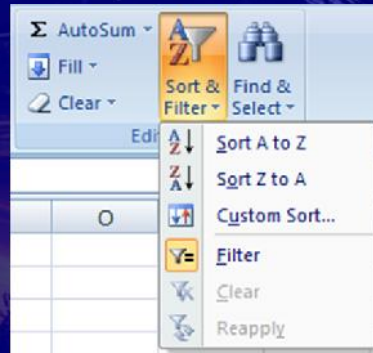 Σ AutoSum
Fill
Clear
Sort & Filter
Find & Select
Edi
Sort A to Z
Sort Z to A
Custom Sort...
Filter
Clear
Reapply
O